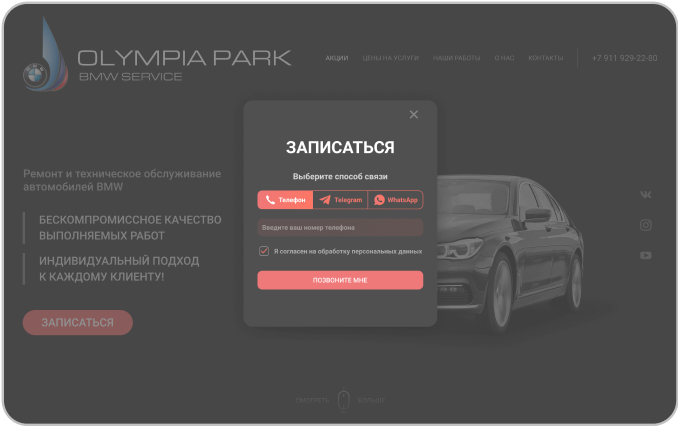 OLYMPIA PARK
BMW SERVICE
АКЦИИ ЦЕНЫ НА УСЛУГИ НАШИ РАБОТЫ О НАС КОНТАКТЫ +7 911 929-22-80
ЗАПИСАТЬСЯ
Выберите способ связи
Телефон Telegram WhatsApp
Введите ваш номер телефона
Я согласен на обработку персональных данных
ПОЗВОНИТЕ МНЕ
Ремонт и техническое обслуживание
автомобилей BMW
БЕСКОМПРОМИССНОЕ КАЧЕСТВО
ВЫПОЛНЯЕМЫХ РАБОТ
ИНДИВИДУАЛЬНЫЙ ПОДХОД
К КАЖДОМУ КЛИЕНТУ!
ЗАПИСАТЬСЯ
СМОТРЕТЬ БОЛЬШЕ